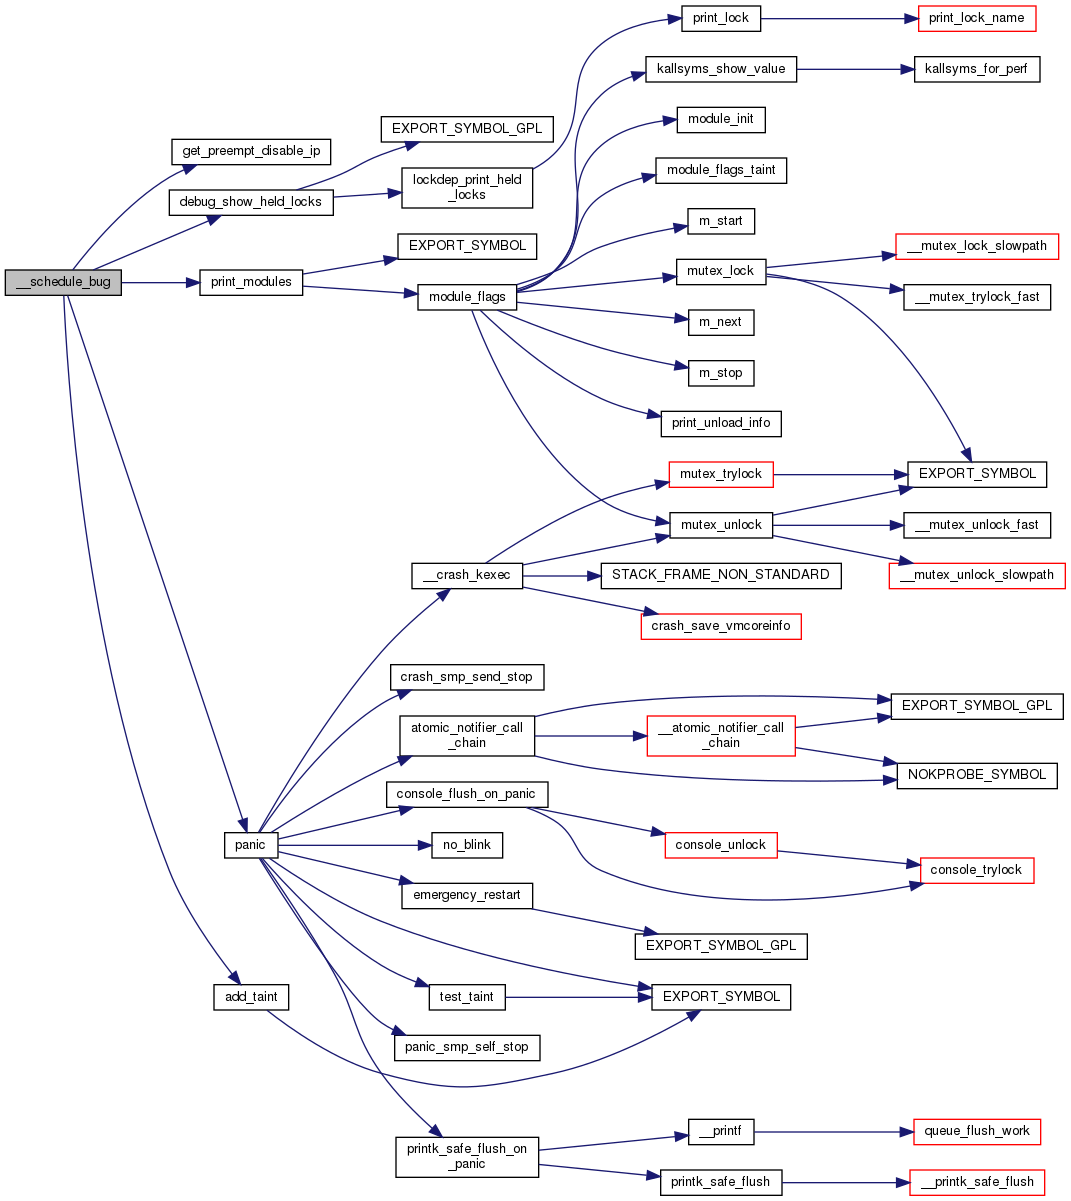 print_lock
print_lock_name
kallsyms_show_value
kallsyms_for_perf
module_init
EXPORT_SYMBOL_GPL
get_preempt_disable_ip
module_flags_taint
lockdep_print_held
_locks
debug_show_held_locks
m_start
EXPORT_SYMBOL
__mutex_lock_slowpath
mutex_lock
__schedule_bug
print_modules
module_flags
__mutex_trylock_fast
m_next
m_stop
print_unload_info
mutex_trylock
EXPORT_SYMBOL
mutex_unlock
__mutex_unlock_fast
__crash_kexec
STACK_FRAME_NON_STANDARD
__mutex_unlock_slowpath
crash_save_vmcoreinfo
crash_smp_send_stop
EXPORT_SYMBOL_GPL
atomic_notifier_call
_chain
__atomic_notifier_call
_chain
NOKPROBE_SYMBOL
console_flush_on_panic
panic
no_blink
console_unlock
console_trylock
emergency_restart
EXPORT_SYMBOL_GPL
add_taint
test_taint
EXPORT_SYMBOL
panic_smp_self_stop
__printf
queue_flush_work
printk_safe_flush_on
_panic
printk_safe_flush
__printk_safe_flush